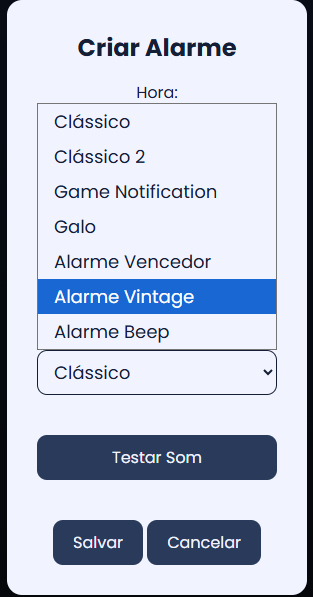 Criar Alarme
Hora:
Clássico
Clássico 2
Game Notification
Galo
Alarme Vencedor
Alarme Vintage
Alarme Beep
Clássico
Testar Som
Salvar Cancelar